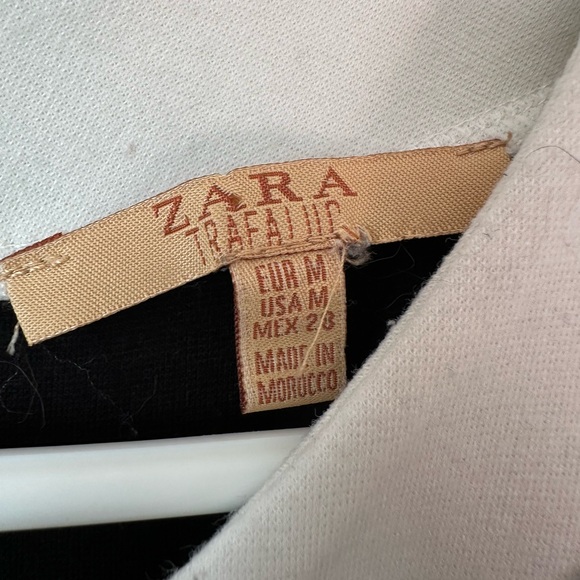 ZARA
TRAFALUC
EUR M
USA M
MEX 28
MADE IN
MOROCCO